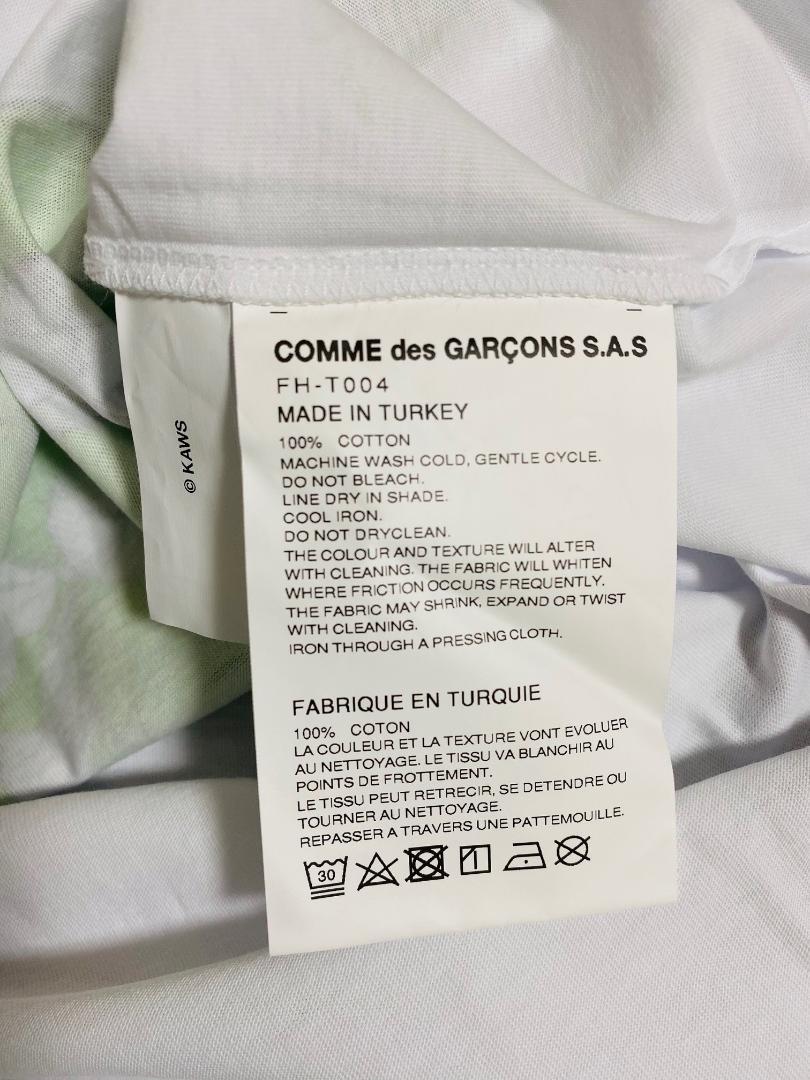 COMME des GARÇONS S.A.S
FH-T004
MADE IN TURKEY
100% COTTON
MACHINE WASH COLD, GENTLE CYCLE.
DO NOT BLEACH.
LINE DRY IN SHADE.
COOL IRON.
DO NOT DRYCLEAN.
THE COLOUR AND TEXTURE WILL ALTER
WITH CLEANING. THE FABRIC WILL WHITEN
WHERE FRICTION OCCURS FREQUENTLY.
THE FABRIC MAY SHRINK, EXPAND OR TWIST
WITH CLEANING.
IRON THROUGH A PRESSING CLOTH.
FABRIQUE EN TURQUIE
100% COTON
LA COULEUR ET LA TEXTURE VONT EVOLUER
AU NETTOYAGE. LE TISSU VA BLANCHIR AU
POINTS DE FROTTEMENT.
LE TISSU PEUT RETRECIR, SE DETENDRE OU
TOURNER AU NETTOYAGE.
REPASSER A TRAVERS UNE PATTEMOUILLE.
30
© KAWS